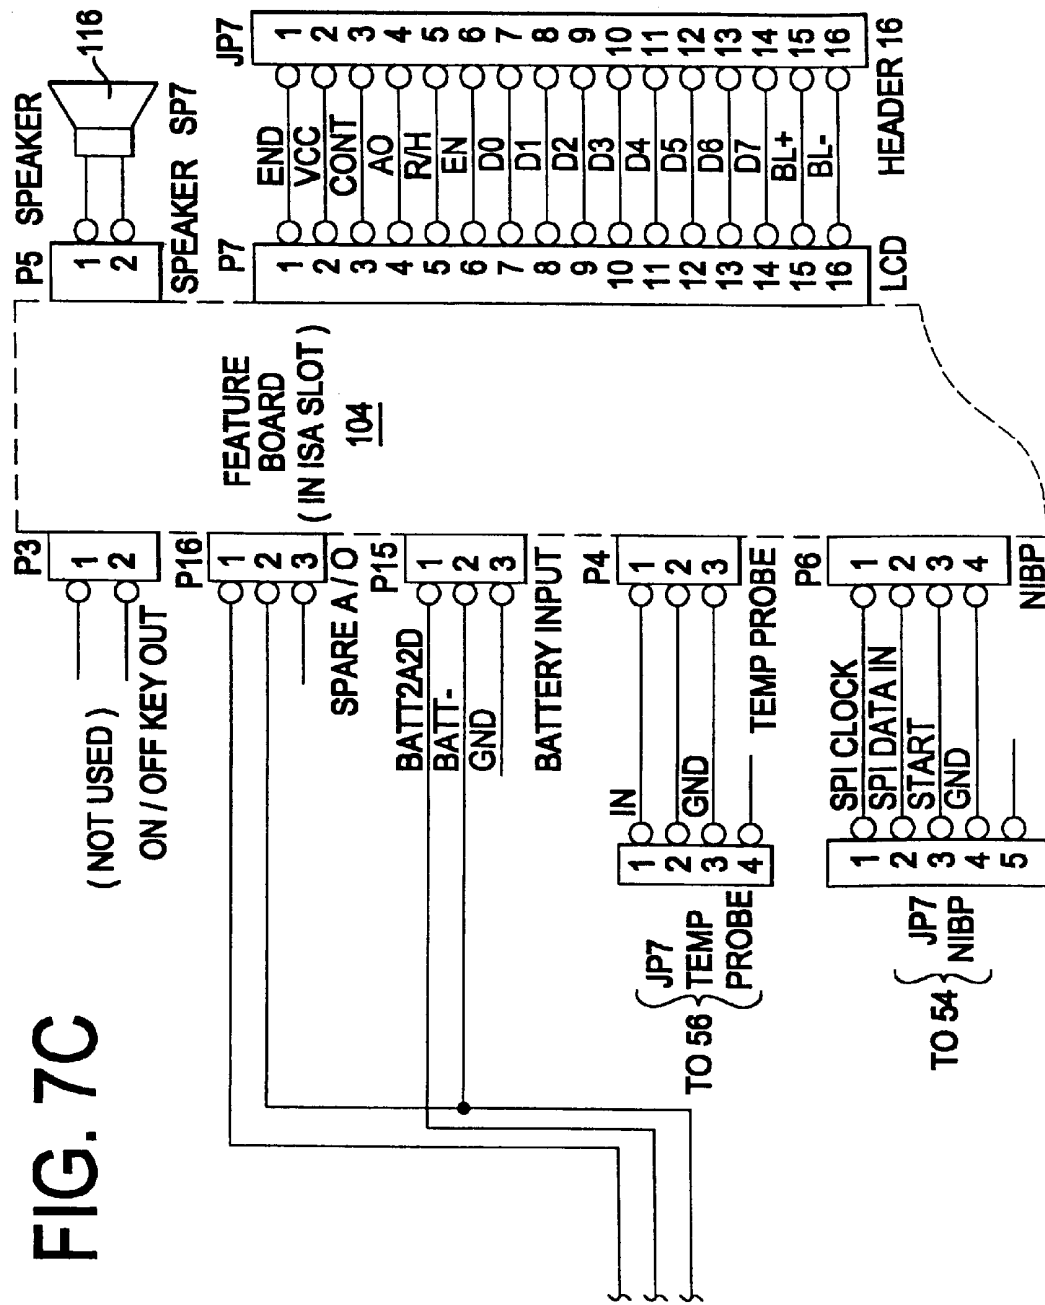 FIG. 7C
(NOT USED)
ON / OFF KEY OUT
P3
1
2
P16
1
2
3
SPARE A / O
P15
1
2
3
BATT2A2D
BATT-
GND
BATTERY INPUT
P4
1
2
3
IN
GND
TEMP PROBE
1
2
3
4
JP7
TEMP
PROBE
TO 56
P6
1
2
3
4
NIBP
SPI CLOCK
SPI DATA IN
START
GND
1
2
3
4
5
JP7
NIBP
TO 54
FEATURE
BOARD
( IN ISA SLOT )
104
P5
SPEAKER
1
2
116
SPEAKER SP7
P7
1
2
3
4
5
6
7
8
9
10
11
12
13
14
15
16
LCD
END
VCC
CONT
AO
R/H
EN
D0
D1
D2
D3
D4
D5
D6
D7
BL+
BL-
JP7
1
2
3
4
5
6
7
8
9
10
11
12
13
14
15
16
HEADER 16